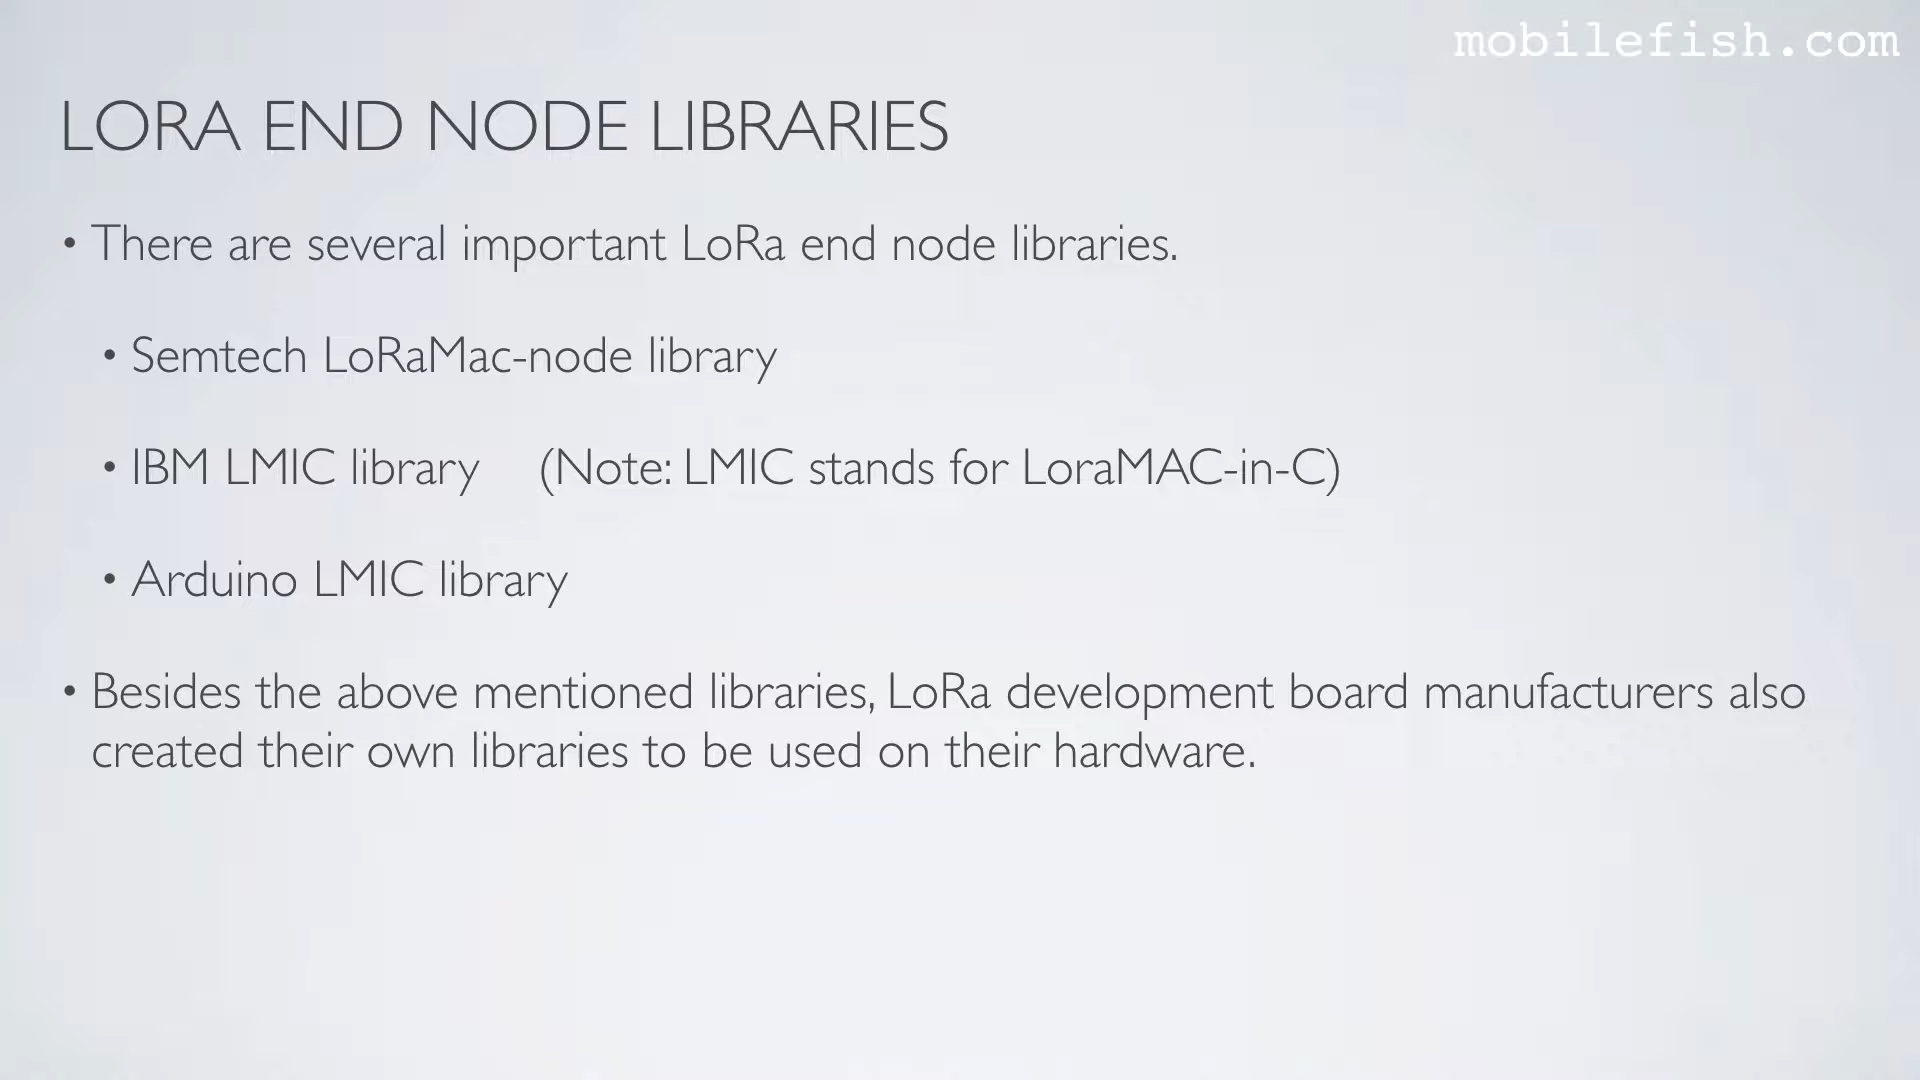 mobilefish.com
LORA END NODE LIBRARIES
• There are several important LoRa end node libraries.
• Semtech LoRaMac-node library
• IBM LMIC library (Note: LMIC stands for LoraMAC-in-C)
• Arduino LMIC library
• Besides the above mentioned libraries, LoRa development board manufacturers also
created their own libraries to be used on their hardware.